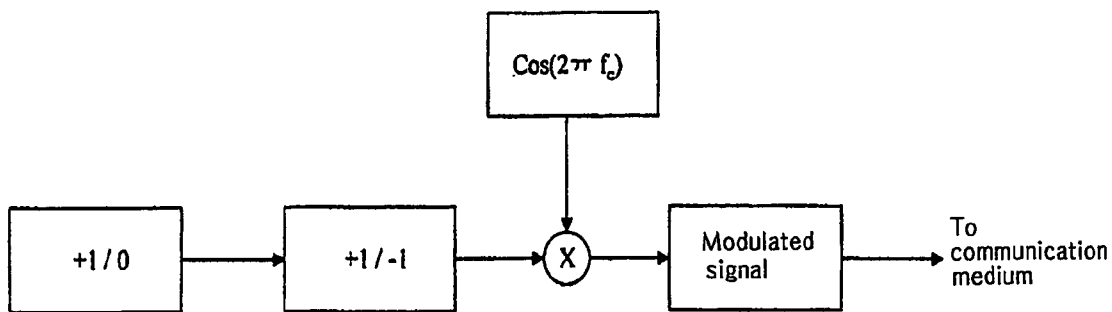 Cos(2π f_c)
+1 / 0
+1 / -1
X
Modulated
signal
To
communication
medium